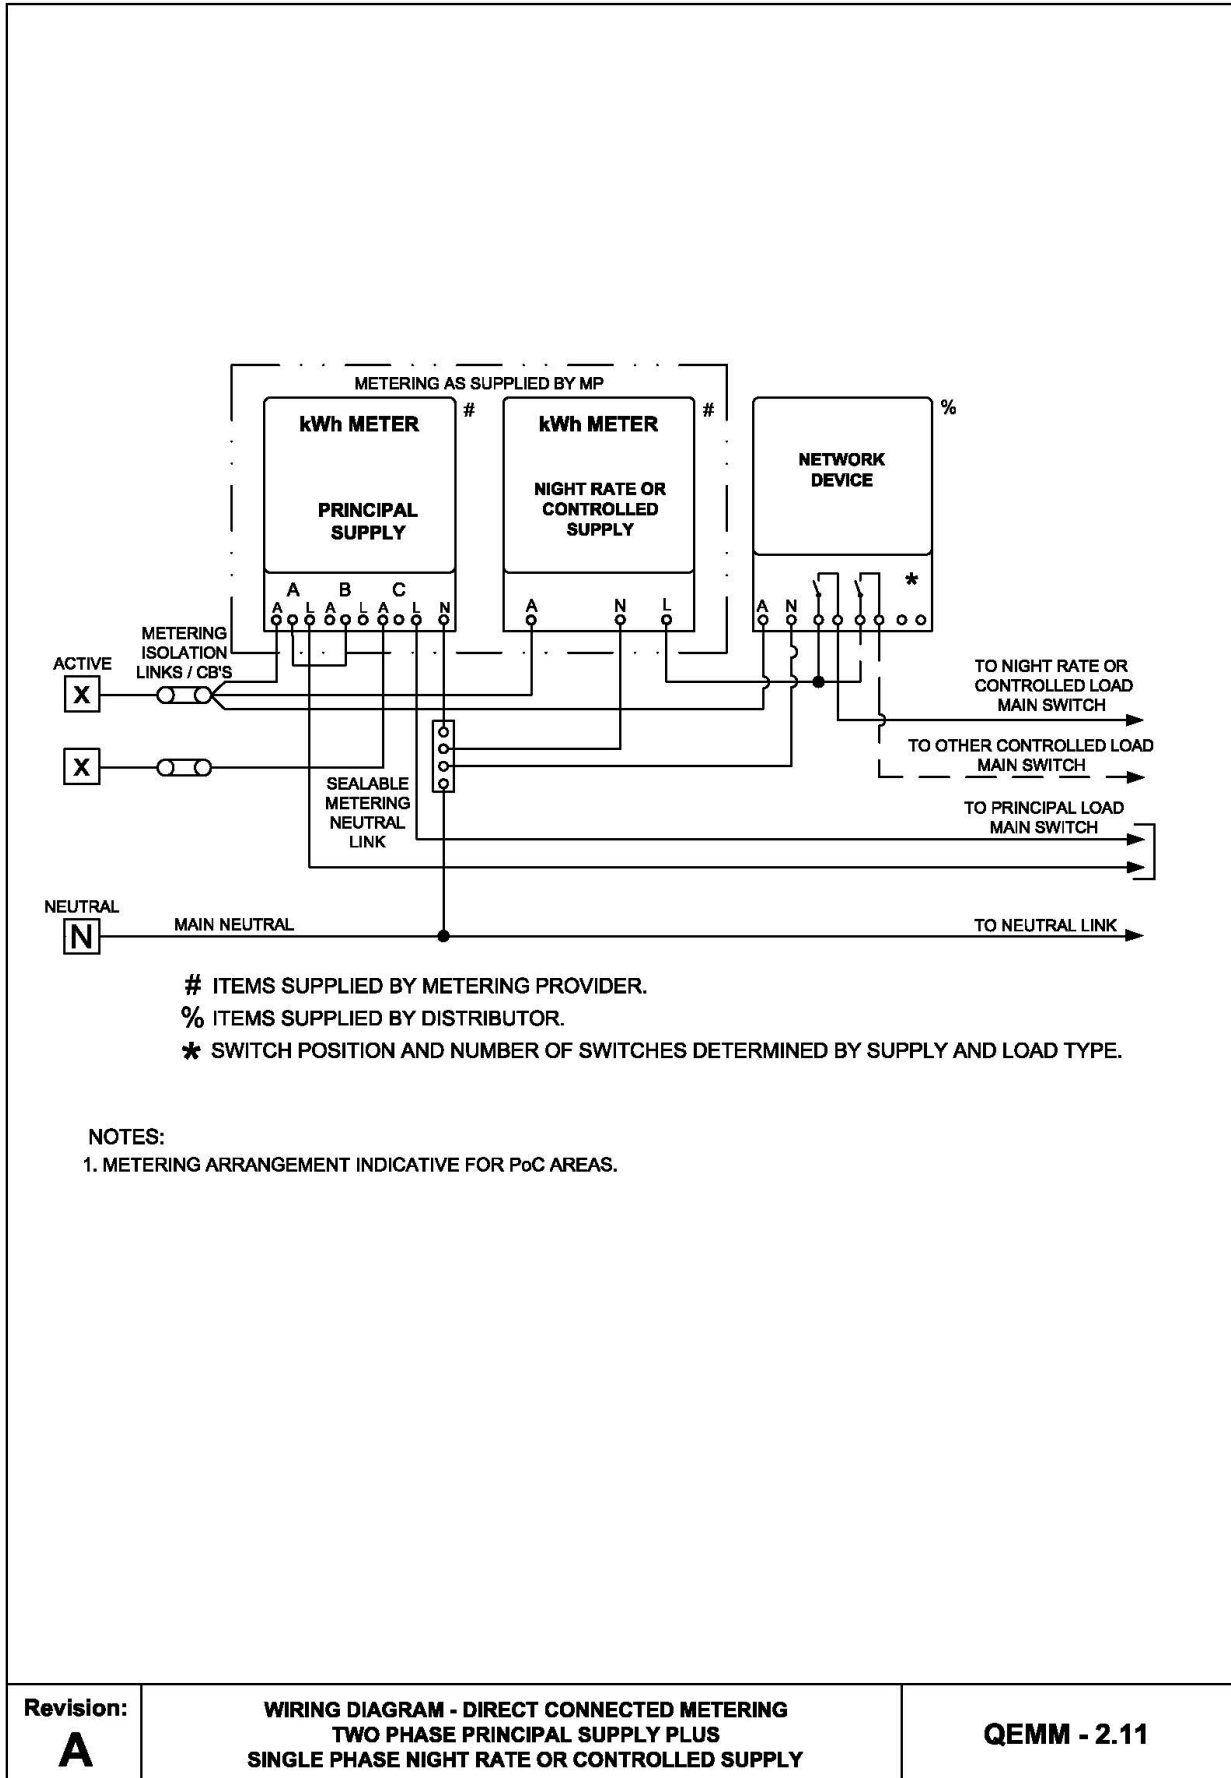 METERING AS SUPPLIED BY MP
kWh METER
#
PRINCIPAL
SUPPLY
kWh METER
#
NIGHT RATE OR
CONTROLLED
SUPPLY
%
NETWORK
DEVICE
*
A B C
A L A L A L N
A N L
A N
METERING
ISOLATION
LINKS / CB'S
ACTIVE
X
X
TO NIGHT RATE OR
CONTROLLED LOAD
MAIN SWITCH
TO OTHER CONTROLLED LOAD
MAIN SWITCH
SEALABLE
METERING
NEUTRAL
LINK
TO PRINCIPAL LOAD
MAIN SWITCH
NEUTRAL
N
MAIN NEUTRAL
TO NEUTRAL LINK
# ITEMS SUPPLIED BY METERING PROVIDER.
% ITEMS SUPPLIED BY DISTRIBUTOR.
* SWITCH POSITION AND NUMBER OF SWITCHES DETERMINED BY SUPPLY AND LOAD TYPE.
NOTES:
1. METERING ARRANGEMENT INDICATIVE FOR PoC AREAS.
Revision:
A
WIRING DIAGRAM - DIRECT CONNECTED METERING
TWO PHASE PRINCIPAL SUPPLY PLUS
SINGLE PHASE NIGHT RATE OR CONTROLLED SUPPLY
QEMM - 2.11